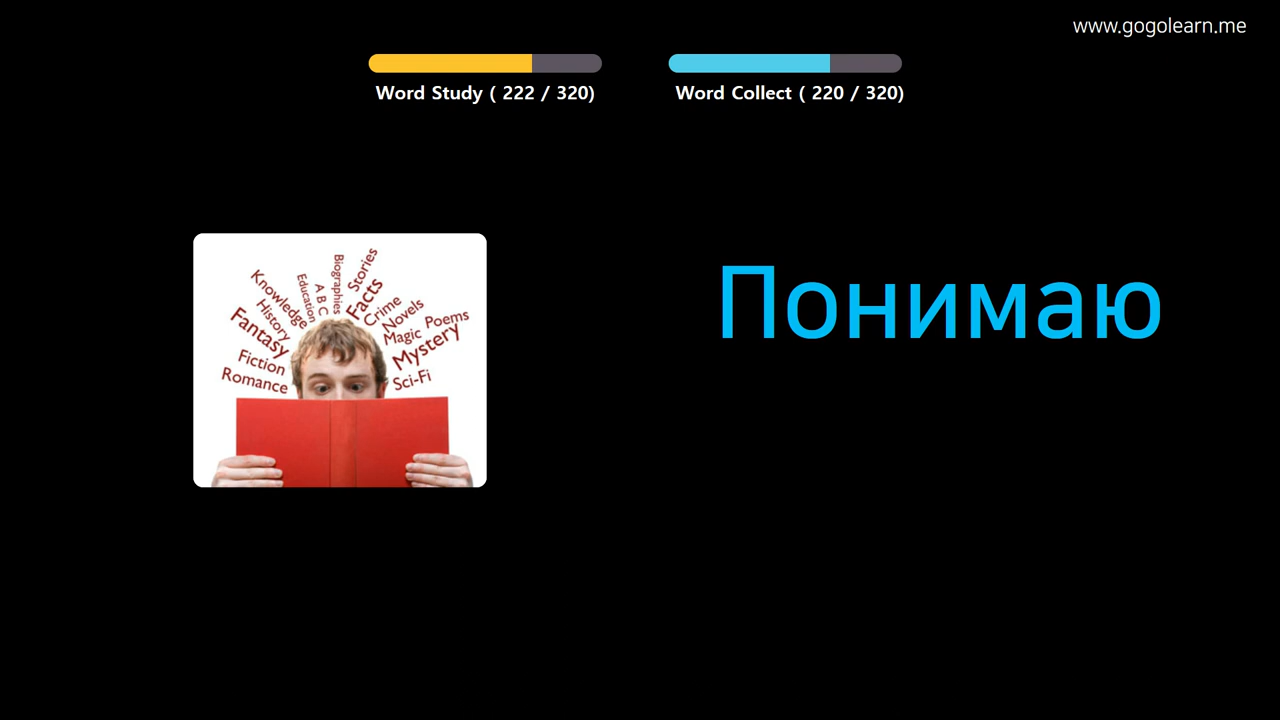 www.gogolearn.me
Word Study ( 222 / 320)
Word Collect ( 220 / 320)
Понимаю
Knowledge
History
Fantasy
Fiction
Romance
Education
A B C
Biographies
Stories
Facts
Crime
Novels
Magic
Poems
Mystery
Sci-Fi